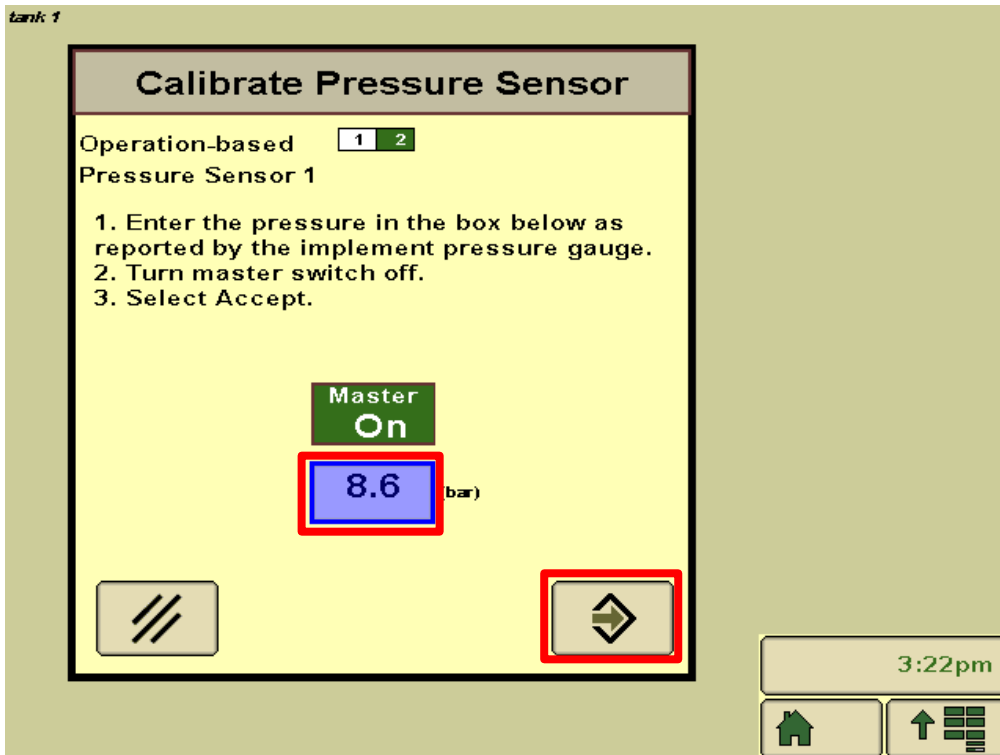 tank 1
Calibrate Pressure Sensor
Operation-based 1 2
Pressure Sensor 1
1. Enter the pressure in the box below as
reported by the implement pressure gauge.
2. Turn master switch off.
3. Select Accept.
Master
On
8.6 (bar)
3:22pm